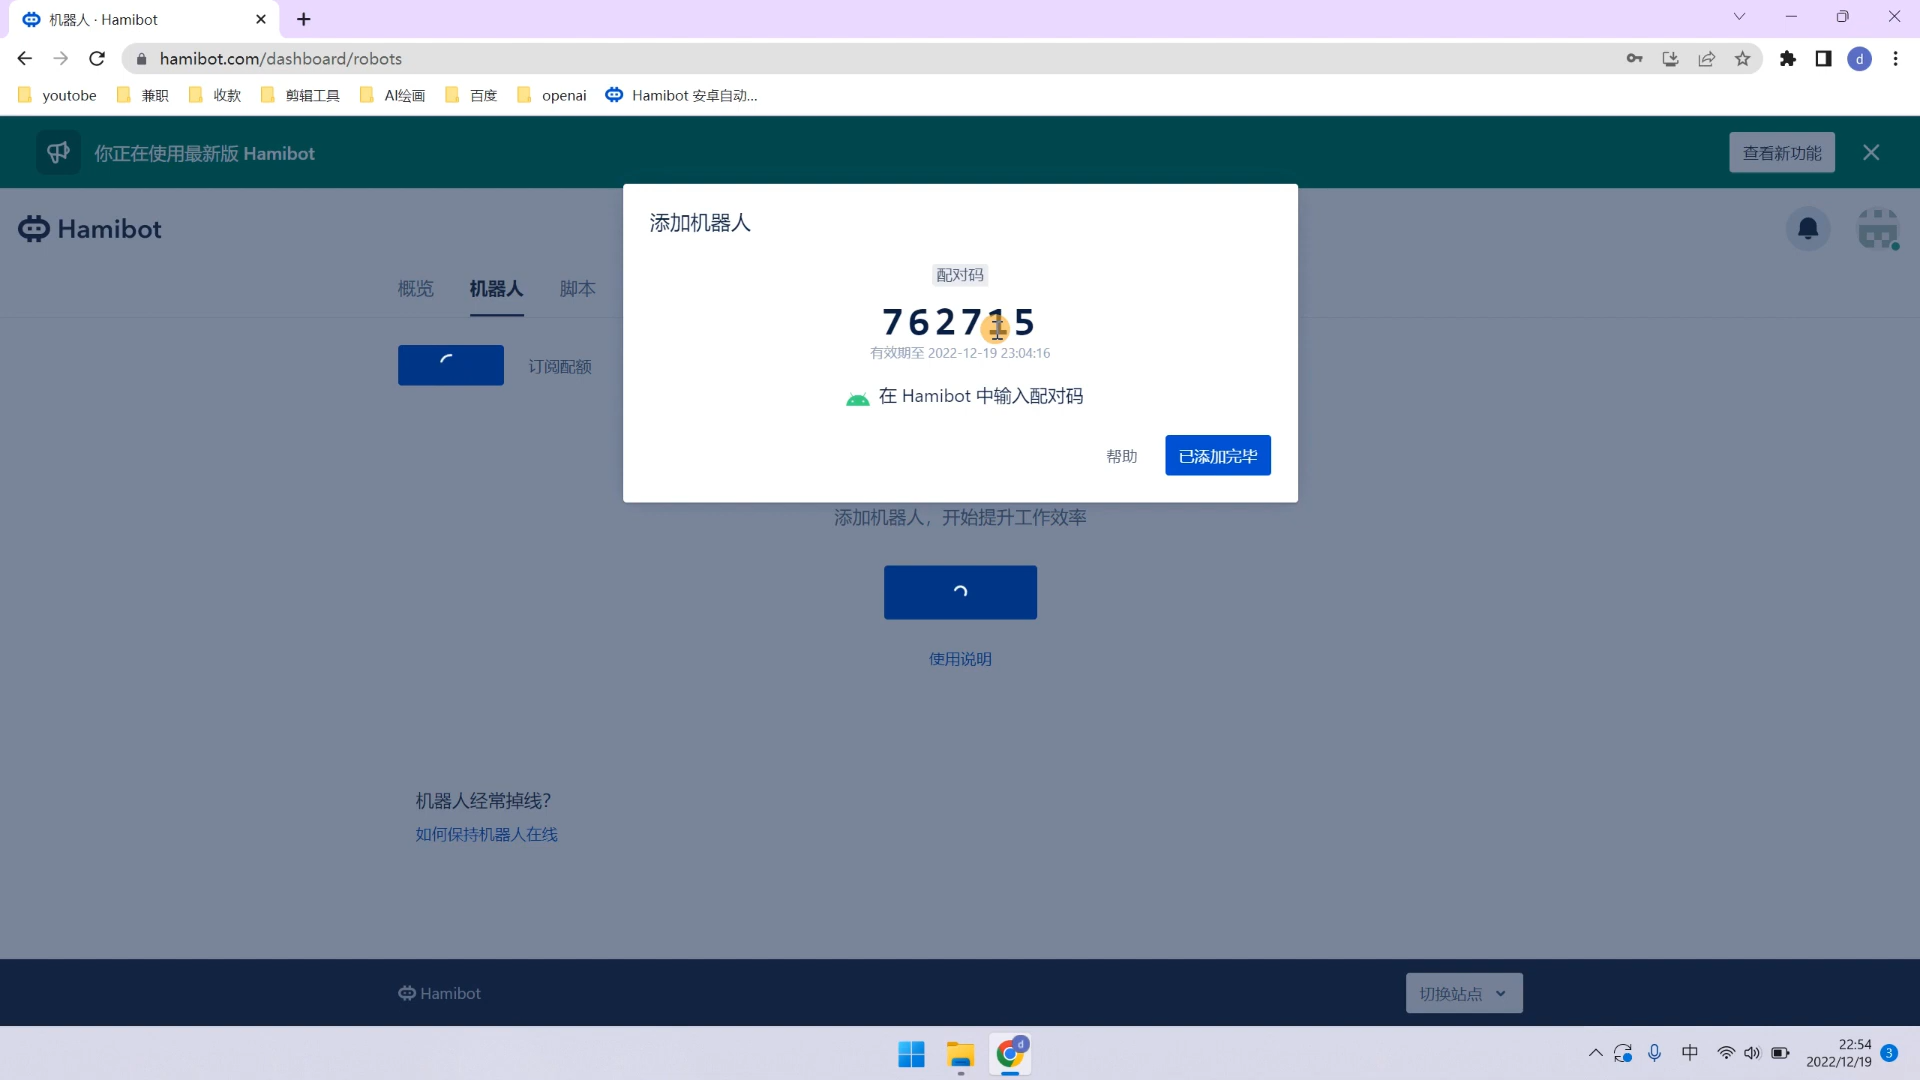 机器人 · Hamibot
hamibot.com/dashboard/robots
d
youtobe
兼职
收款
剪辑工具
AI绘画
百度
openai
Hamibot 安卓自动...
你正在使用最新版 Hamibot
查看新功能
Hamibot
概览
机器人
脚本
订阅配额
添加机器人
配对码
762715
有效期至 2022-12-19 23:04:16
在 Hamibot 中输入配对码
帮助
已添加完毕
添加机器人，开始提升工作效率
使用说明
机器人经常掉线？
如何保持机器人在线
Hamibot
切换站点
d
中
22:54
2022/12/19
3